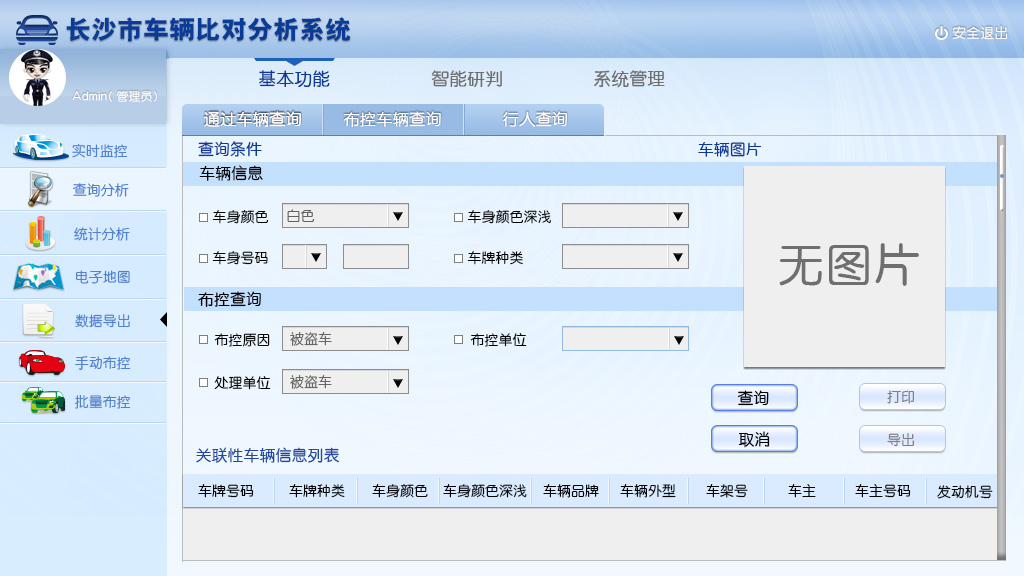 长沙市车辆比对分析系统
安全退出
Admin( 管理员)
基本功能 智能研判 系统管理
通过车辆查询 布控车辆查询 行人查询
实时监控
查询分析
统计分析
电子地图
数据导出
手动布控
批量布控
查询条件 车辆图片
车辆信息
车身颜色 白色 车身颜色深浅
车身号码 车牌种类
无图片
布控查询
布控原因 被盗车 布控单位
处理单位 被盗车
查询 打印
取消 导出
关联性车辆信息列表
车牌号码 车牌种类 车身颜色 车身颜色深浅 车辆品牌 车辆外型 车架号 车主 车主号码 发动机号